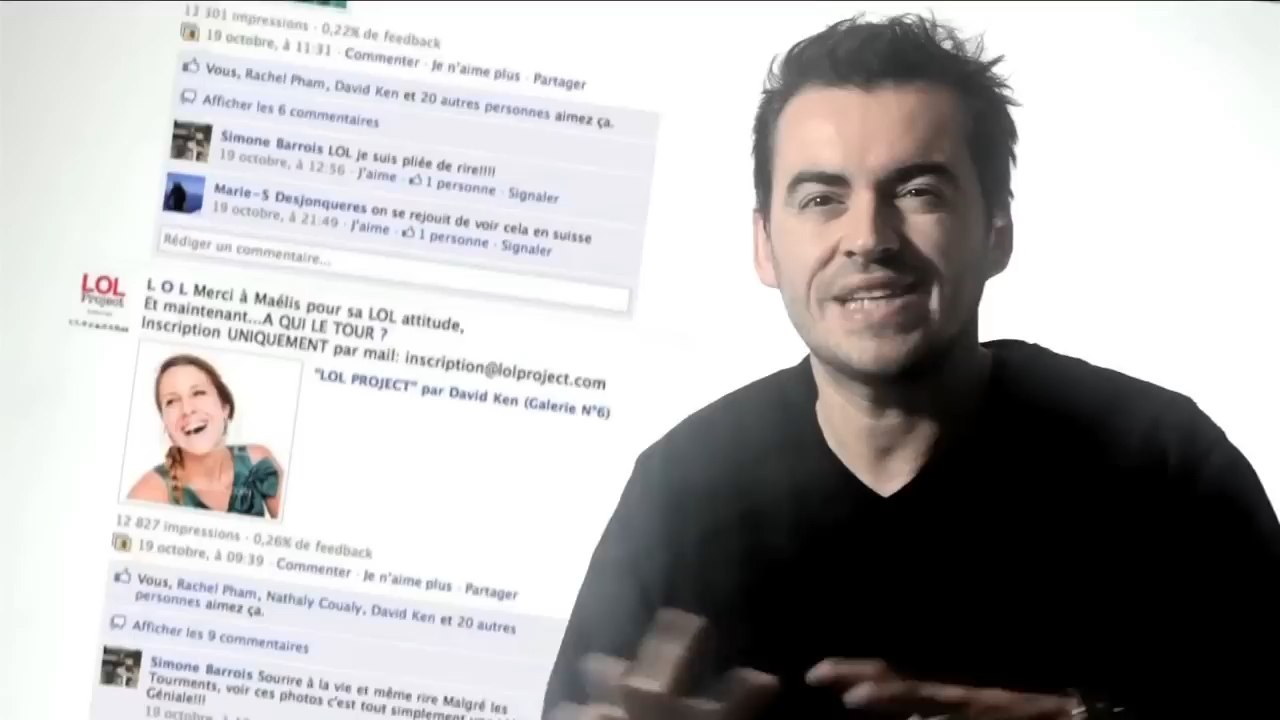 13 301 impressions · 0,22% de feedback
19 octobre, à 11:31 · Commenter · Je n'aime plus · Partager
Vous, Rachel Pham, David Ken et 20 autres personnes aimez ça.
Afficher les 6 commentaires
Simone Barrois LOL je suis pliée de rire!!!!
19 octobre, à 12:56 · J'aime · 1 personne · Signaler
Marie-S Desjonqueres on se rejouit de voir cela en suisse
19 octobre, à 21:49 · J'aime · 1 personne · Signaler
Rédiger un commentaire...
LOL
Project
L O L Merci à Maélis pour sa LOL attitude,
Et maintenant...A QUI LE TOUR ?
Inscription UNIQUEMENT par mail: inscription@lolproject.com
"LOL PROJECT" par David Ken (Galerie N°6)
12 827 impressions · 0,26% de feedback
19 octobre, à 09:39 · Commenter · Je n'aime plus · Partager
Vous, Rachel Pham, Nathaly Coualy, David Ken et 20 autres
personnes aimez ça.
Afficher les 9 commentaires
Simone Barrois Sourire à la vie et même rire Malgré les
Tourments, voir ces photos c'est tout simplement
Géniale!!!
19 octobre